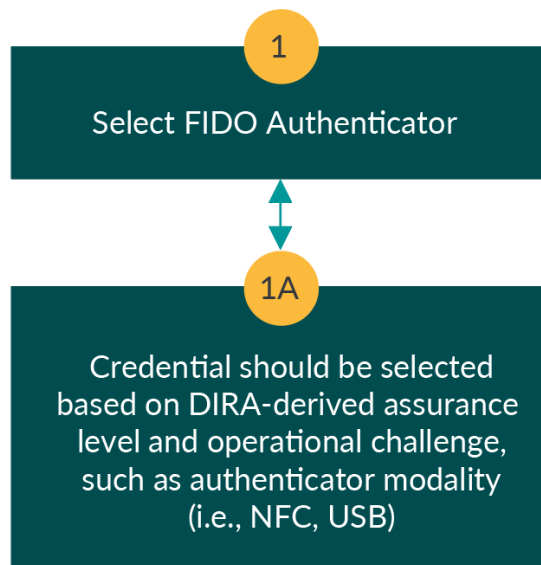 1
Select FIDO Authenticator
1A
Credential should be selected
based on DIRA-derived assurance
level and operational challenge,
such as authenticator modality
(i.e., NFC, USB)